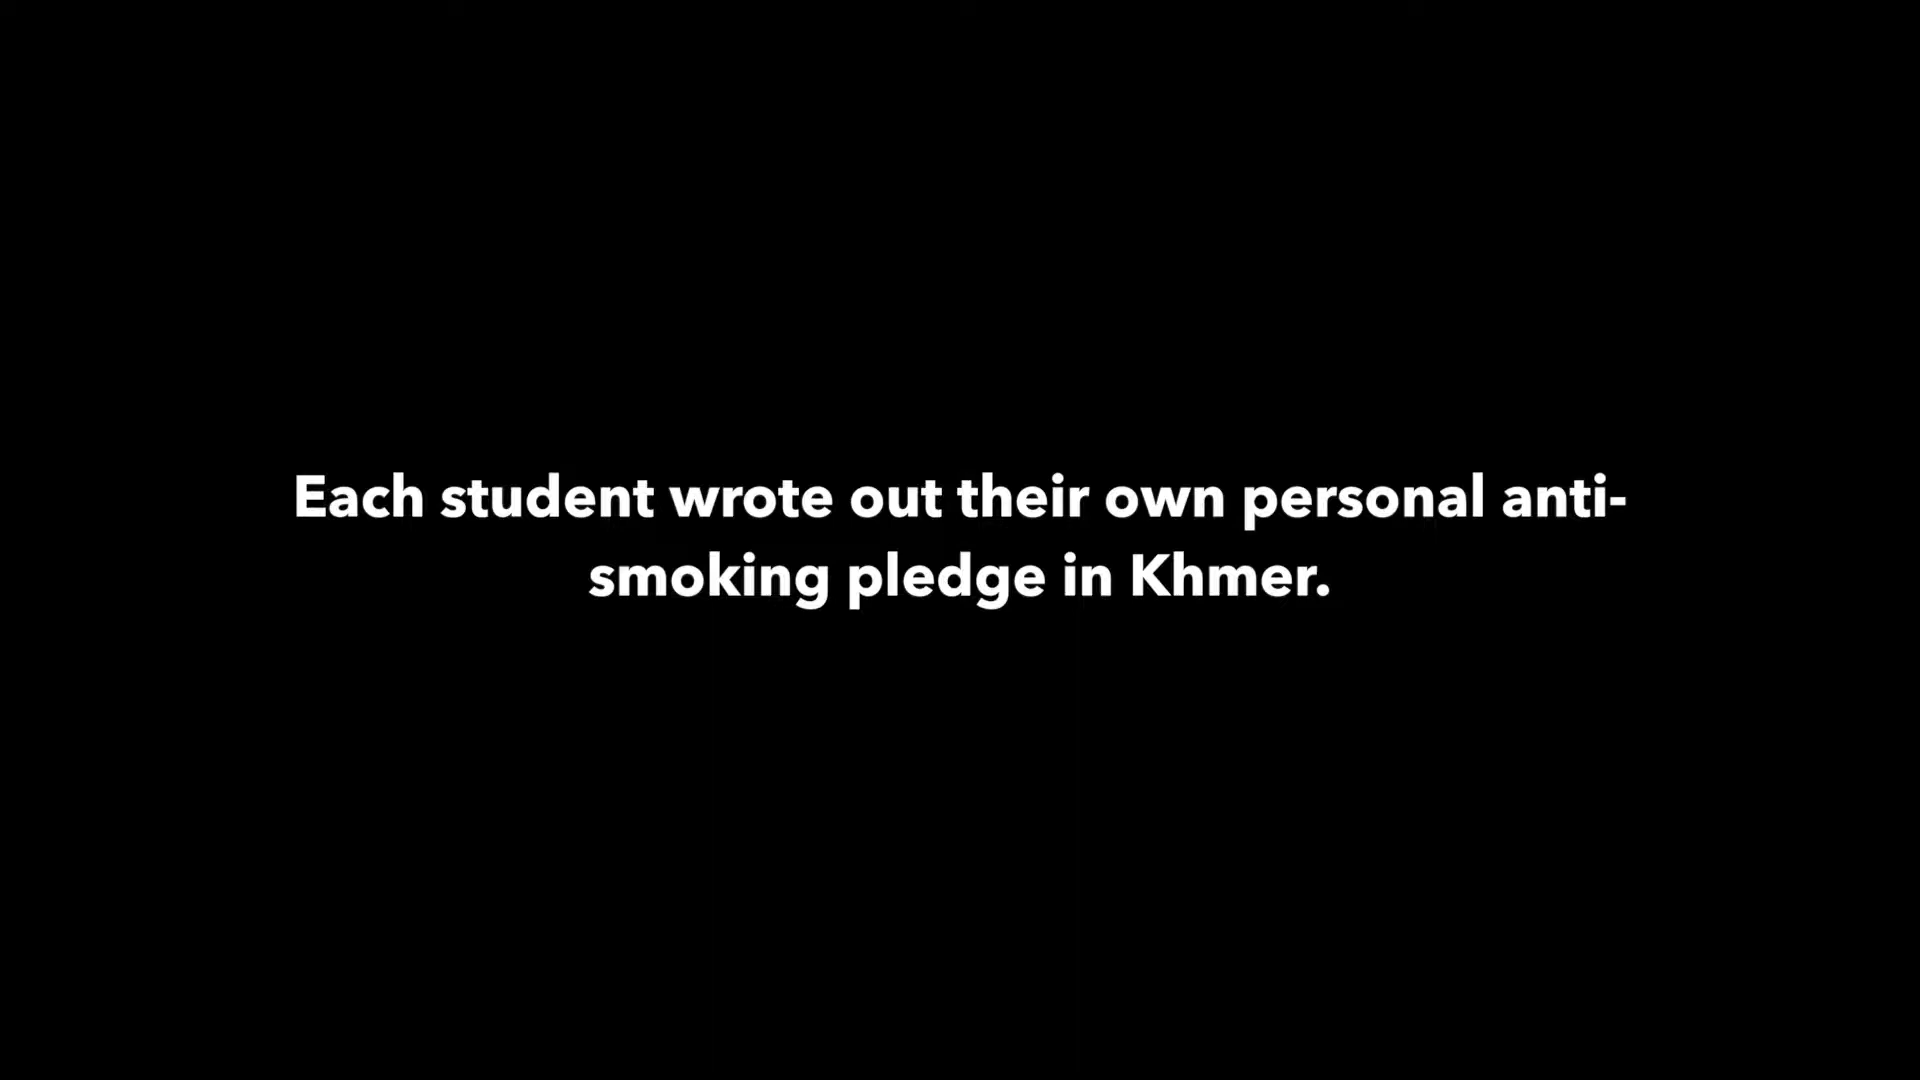 Each student wrote out their own personal anti-
smoking pledge in Khmer.